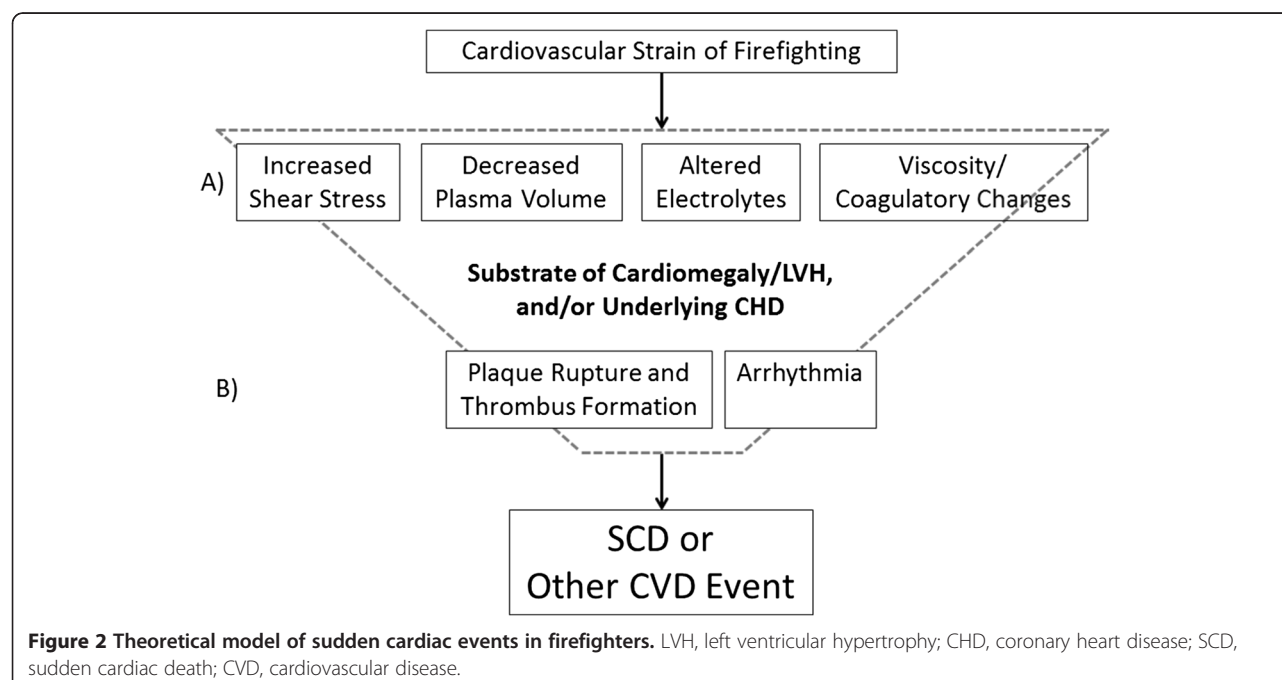 Cardiovascular Strain of Firefighting
A)
Increased
Shear Stress
Decreased
Plasma Volume
Altered
Electrolytes
Viscosity/
Coagulatory Changes
Substrate of Cardiomegaly/LVH,
and/or Underlying CHD
B)
Plaque Rupture and
Thrombus Formation
Arrhythmia
SCD or
Other CVD Event
Figure 2 Theoretical model of sudden cardiac events in firefighters. LVH, left ventricular hypertrophy; CHD, coronary heart disease; SCD,
sudden cardiac death; CVD, cardiovascular disease.